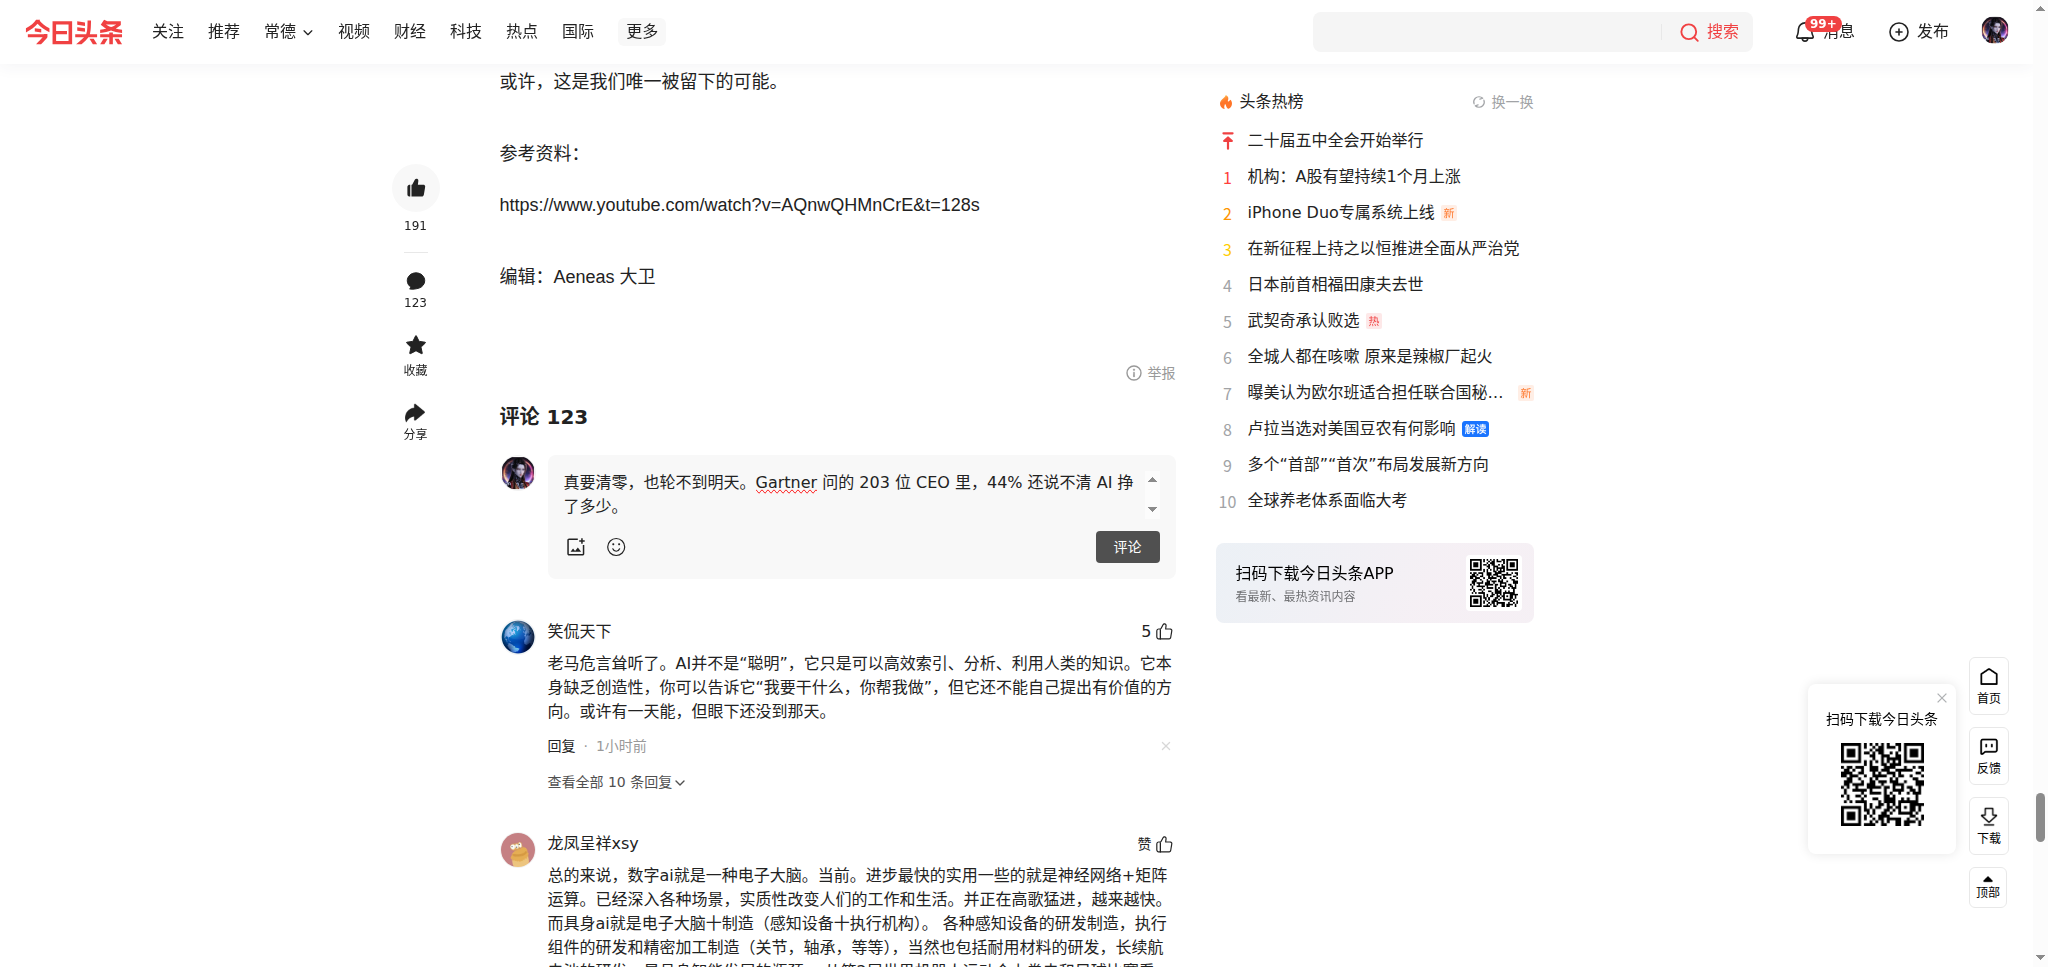 今日头条
关注 推荐 常德 视频 财经 科技 热点 国际 更多
搜索
99+
消息
发布
或许，这是我们唯一被留下的可能。
参考资料：
https://www.youtube.com/watch?v=AQnwQHMnCrE&t=128s
编辑：Aeneas 大卫
191
123
收藏
分享
举报
评论 123
真要清零，也轮不到明天。Gartner 问的 203 位 CEO 里，44% 还说不清 AI 挣
了多少。
评论
笑侃天下
5
老马危言耸听了。AI并不是“聪明”，它只是可以高效索引、分析、利用人类的知识。它本
身缺乏创造性，你可以告诉它“我要干什么，你帮我做”，但它还不能自己提出有价值的方
向。或许有一天能，但眼下还没到那天。
回复 · 1小时前
查看全部 10 条回复
龙凤呈祥xsy
赞
总的来说，数字ai就是一种电子大脑。当前。进步最快的实用一些的就是神经网络+矩阵
运算。已经深入各种场景，实质性改变人们的工作和生活。并正在高歌猛进，越来越快。
而具身ai就是电子大脑十制造（感知设备十执行机构）。 各种感知设备的研发制造，执行
组件的研发和精密加工制造（关节，轴承，等等），当然也包括耐用材料的研发，长续航
头条热榜
换一换
二十届五中全会开始举行
1 机构：A股有望持续1个月上涨
2 iPhone Duo专属系统上线 新
3 在新征程上持之以恒推进全面从严治党
4 日本前首相福田康夫去世
5 武契奇承认败选 热
6 全城人都在咳嗽 原来是辣椒厂起火
7 曝美认为欧尔班适合担任联合国秘... 新
8 卢拉当选对美国豆农有何影响 解读
9 多个“首部”“首次”布局发展新方向
10 全球养老体系面临大考
扫码下载今日头条APP
看最新、最热资讯内容
扫码下载今日头条
首页
反馈
下载
顶部